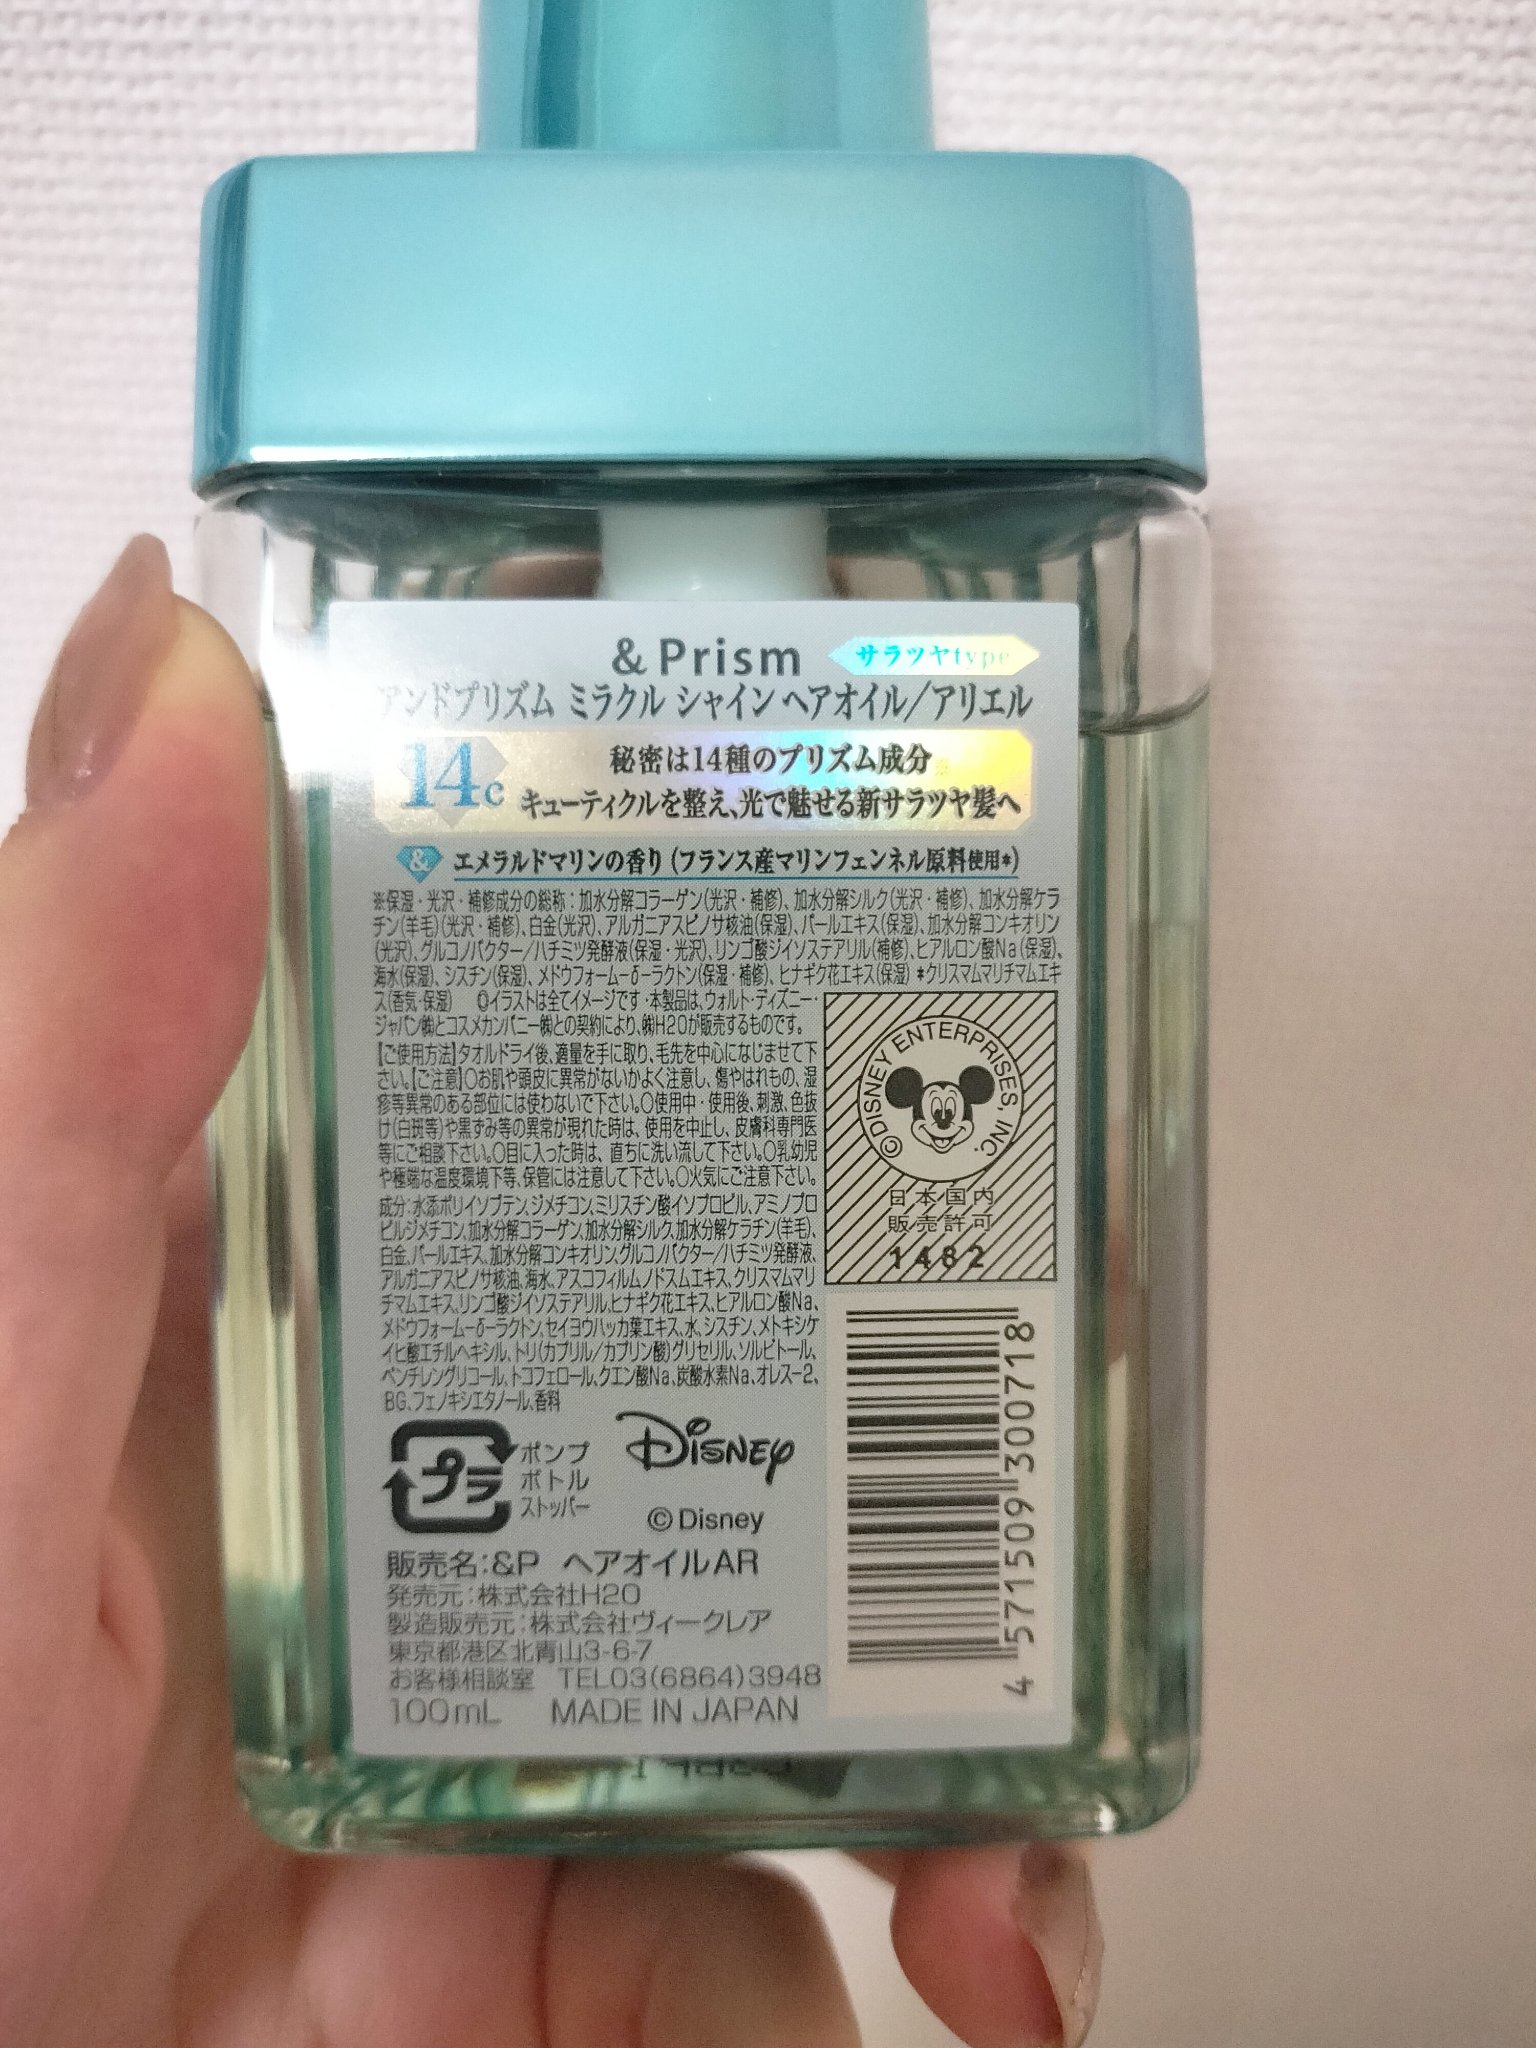 & Prism サラツヤtype
アンドプリズム ミラクル シャイン ヘアオイル/アリエル
14c 秘密は14種のプリズム成分※
キューティクルを整え、光で魅せる新サラツヤ髪へ
& エメラルドマリンの香り (フランス産マリンフェンネル原料使用*)
※保湿・光沢・補修成分の総称：加水分解コラーゲン(光沢・補修)、加水分解シルク(光沢・補修)、加水分解ケラ
チン(羊毛)(光沢・補修)、白金(光沢)、アルガニアスピノサ核油(保湿)、パールエキス(保湿)、加水分解コンキオリン
(光沢)、グルコノバクター/ハチミツ発酵液(保湿・光沢)、リンゴ酸ジイソステアリル(補修)、ヒアルロン酸Na(保湿)、
海水(保湿)、シスチン(保湿)、メドウフォーム-δ-ラクトン(保湿・補修)、ヒナギク花エキス(保湿) *クリスマムマリチマムエキ
ス(香気・保湿) ◎イラストは全てイメージです・本製品は、ウォルト・ディズニー・
ジャパン㈱とコスメカンパニー㈱との契約により、㈱H2Oが販売するものです。
【ご使用方法】タオルドライ後、適量を手に取り、毛先を中心になじませて下
さい。【ご注意】○お肌や頭皮に異常がないかよく注意し、傷やはれもの、湿
疹等異常のある部位には使わないで下さい。○使用中・使用後、刺激、色抜
け(白斑等)や黒ずみ等の異常が現れた時は、使用を中止し、皮膚科専門医
等にご相談下さい。○目に入った時は、直ちに洗い流して下さい。○乳幼児
や極端な温度環境下等、保管には注意して下さい。○火気にご注意下さい。
成分：水添ポリイソブテン、ジメチコン、ミリスチン酸イソプロピル、アミノプロ
ピルジメチコン、加水分解コラーゲン、加水分解シルク、加水分解ケラチン(羊毛)、
白金、パールエキス、加水分解コンキオリン、グルコノバクター/ハチミツ発酵液、
アルガニアスピノサ核油、海水、アスコフィルムノドスムエキス、クリスマムマリ
チマムエキス、リンゴ酸ジイソステアリル、ヒナギク花エキス、ヒアルロン酸Na、
メドウフォーム-δ-ラクトン、セイヨウハッカ葉エキス、水、シスチン、メトキシケ
イヒ酸エチルヘキシル、トリ(カプリル/カプリン酸)グリセリル、ソルビトール、
ペンチレングリコール、トコフェロール、クエン酸Na、炭酸水素Na、オレス-2、
BG、フェノキシエタノール、香料
©DISNEY ENTERPRISES, INC.
日本国内
販売許可
1482
プラ
ポンプ
ボトル
ストッパー
Disney
©Disney
販売名：&P ヘアオイルAR
発売元：株式会社H2O
製造販売元：株式会社ヴィークレア
東京都港区北青山3-6-7
お客様相談室 TEL03(6864)3948
100mL MADE IN JAPAN
4 571509 300718